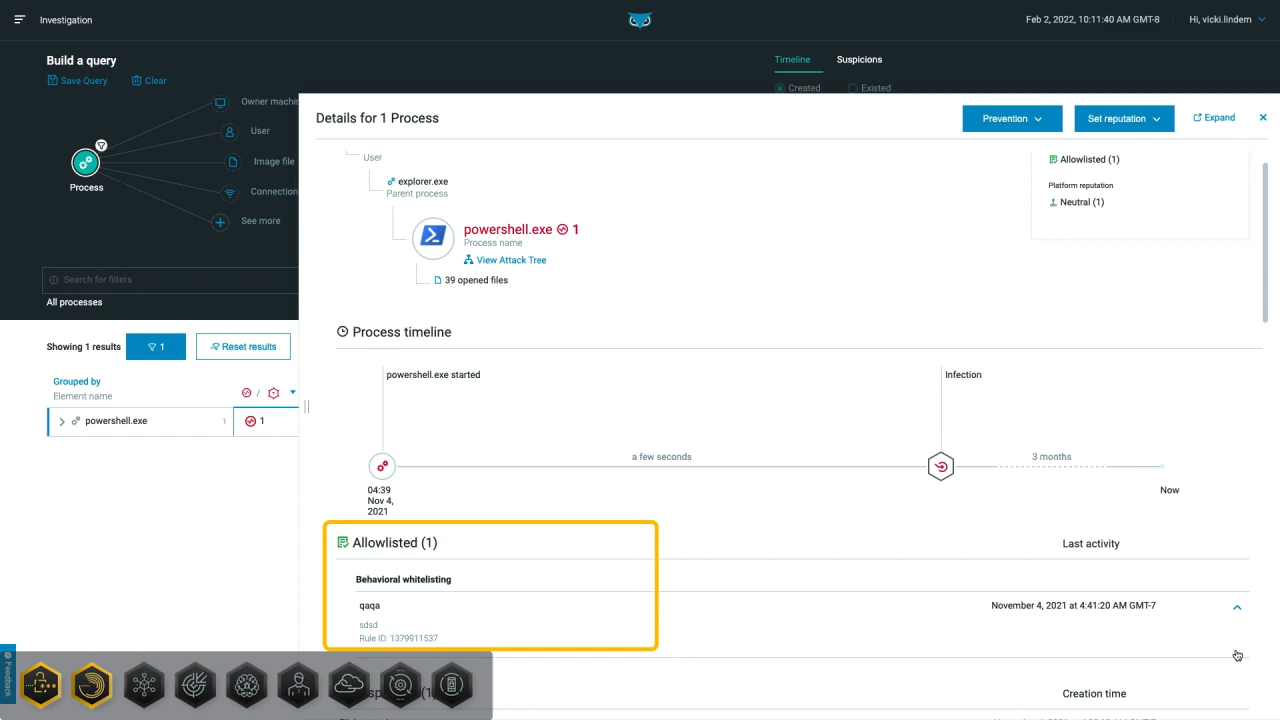 Investigation
Feb 2, 2022, 10:11:40 AM GMT-8
Hi, vicki.lindem
Build a query
Save Query
Clear
Timeline
Suspicions
Created
Existed
Owner machin
User
Process
Image file
Connection
See more
Search for filters
All processes
Showing 1 results
1
Reset results
Grouped by
Element name
/
powershell.exe
1
1
Details for 1 Process
Prevention
Set reputation
Expand
User
explorer.exe
Parent process
powershell.exe 1
Process name
View Attack Tree
39 opened files
Allowlisted (1)
Platform reputation
Neutral (1)
Process timeline
powershell.exe started
Infection
a few seconds
3 months
04:39
Nov 4,
2021
Now
Allowlisted (1)
Last activity
Behavioral whitelisting
qaqa
November 4, 2021 at 4:41:20 AM GMT-7
sdsd
Rule ID: 1379911537
Creation time
Feedback